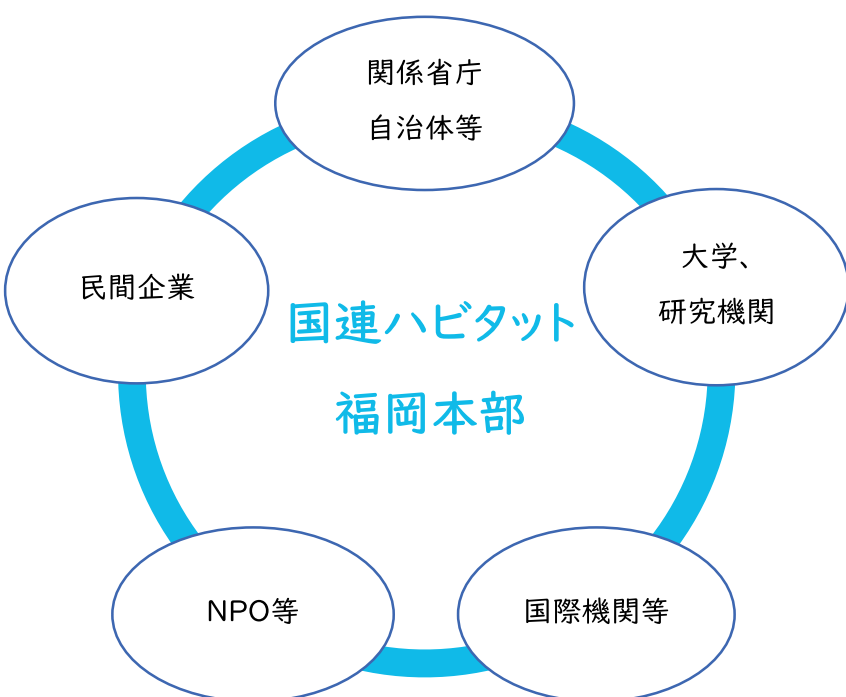 関係省庁
自治体等
大学、
研究機関
民間企業
国連ハビタット
福岡本部
NPO等
国際機関等